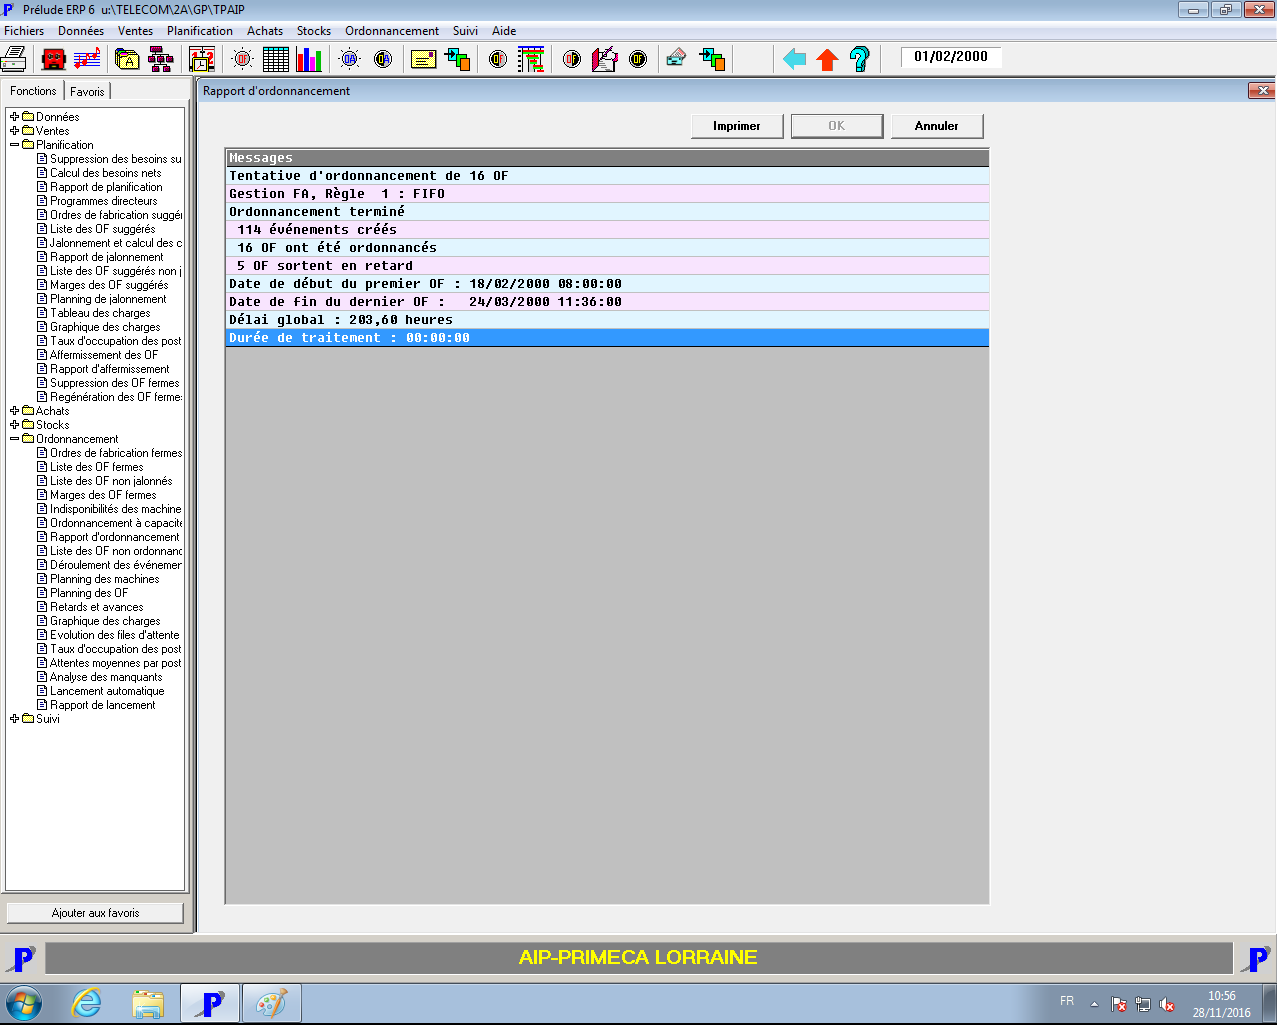 Prélude ERP 6  u:\TELECOM\2A\GP\TPAIP
Fichiers Données Ventes Planification Achats Stocks Ordonnancement Suivi Aide
01/02/2000
Fonctions Favoris
Rapport d'ordonnancement
Imprimer OK Annuler
Données
Ventes
Planification
Suppression des besoins su
Calcul des besoins nets
Rapport de planification
Programmes directeurs
Ordres de fabrication suggér
Liste des OF suggérés
Jalonnement et calcul des c
Rapport de jalonnement
Liste des OF suggérés non j
Marges des OF suggérés
Planning de jalonnement
Tableau des charges
Graphique des charges
Taux d'occupation des post
Affermissement des OF
Rapport d'affermissement
Suppression des OF fermes
Regénération des OF fermes
Achats
Stocks
Ordonnancement
Ordres de fabrication fermes
Liste des OF fermes
Liste des OF non jalonnés
Marges des OF fermes
Indisponibilités des machine
Ordonnancement à capacité
Rapport d'ordonnancement
Liste des OF non ordonnanc
Déroulement des événemer
Planning des machines
Planning des OF
Retards et avances
Graphique des charges
Evolution des files d'attente
Taux d'occupation des post
Attentes moyennes par post
Analyse des manquants
Lancement automatique
Rapport de lancement
Suivi
Ajouter aux favoris
Messages
Tentative d'ordonnancement de 16 OF
Gestion FA, Règle  1 : FIFO
Ordonnancement terminé
114 événements créés
16 OF ont été ordonnancés
5 OF sortent en retard
Date de début du premier OF : 18/02/2000 08:00:00
Date de fin du dernier OF :   24/03/2000 11:36:00
Délai global : 203,60 heures
Durée de traitement : 00:00:00
AIP-PRIMECA LORRAINE
FR
10:56
28/11/2016